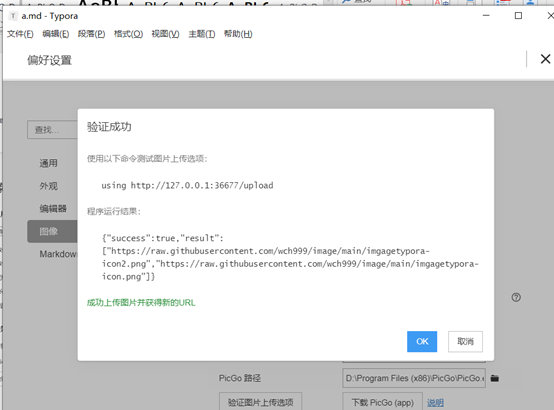 a.md - Typora
文件(F) 编辑(E) 段落(P) 格式(O) 视图(V) 主题(T) 帮助(H)
偏好设置
查找...
通用
外观
编辑器
图像
Markdown
验证成功
使用以下命令测试图片上传选项：
using http://127.0.0.1:36677/upload
程序运行结果：
{"success":true,"result":
["https://raw.githubusercontent.com/wch999/image/main/imgagetypora-
icon2.png","https://raw.githubusercontent.com/wch999/image/main/imgagetypora-
icon.png"]}
成功上传图片并获得新的URL
OK 取消
PicGo 路径 D:\Program Files (x86)\PicGo\PicGo.e
验证图片上传选项 下载 PicGo (app) 说明